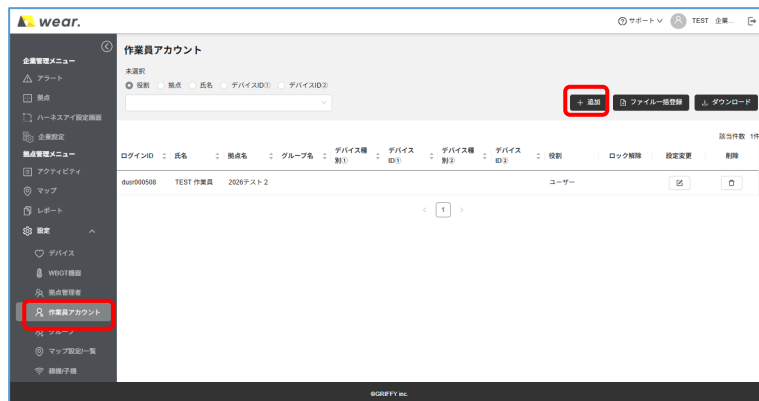 wear.
サポート
TEST 企業...
企業管理メニュー
アラート
拠点
ハーネスアイ設定画面
企業設定
拠点管理メニュー
アクティビティ
マップ
レポート
設定
デバイス
WBGT機器
拠点管理者
作業員アカウント
グループ
マップ設定/一覧
親機/子機
作業員アカウント
未選択
役割 拠点 氏名 デバイスID① デバイスID②
+ 追加 ファイル一括登録 ダウンロード
該当件数 1件
ログインID 氏名 拠点名 グループ名 デバイス種別① デバイスID① デバイス種別② デバイスID② 役割 ロック解除 設定変更 削除
dusr000508 TEST 作業員 2026テスト2 ユーザー
< 1 >
©GRIFFY inc.